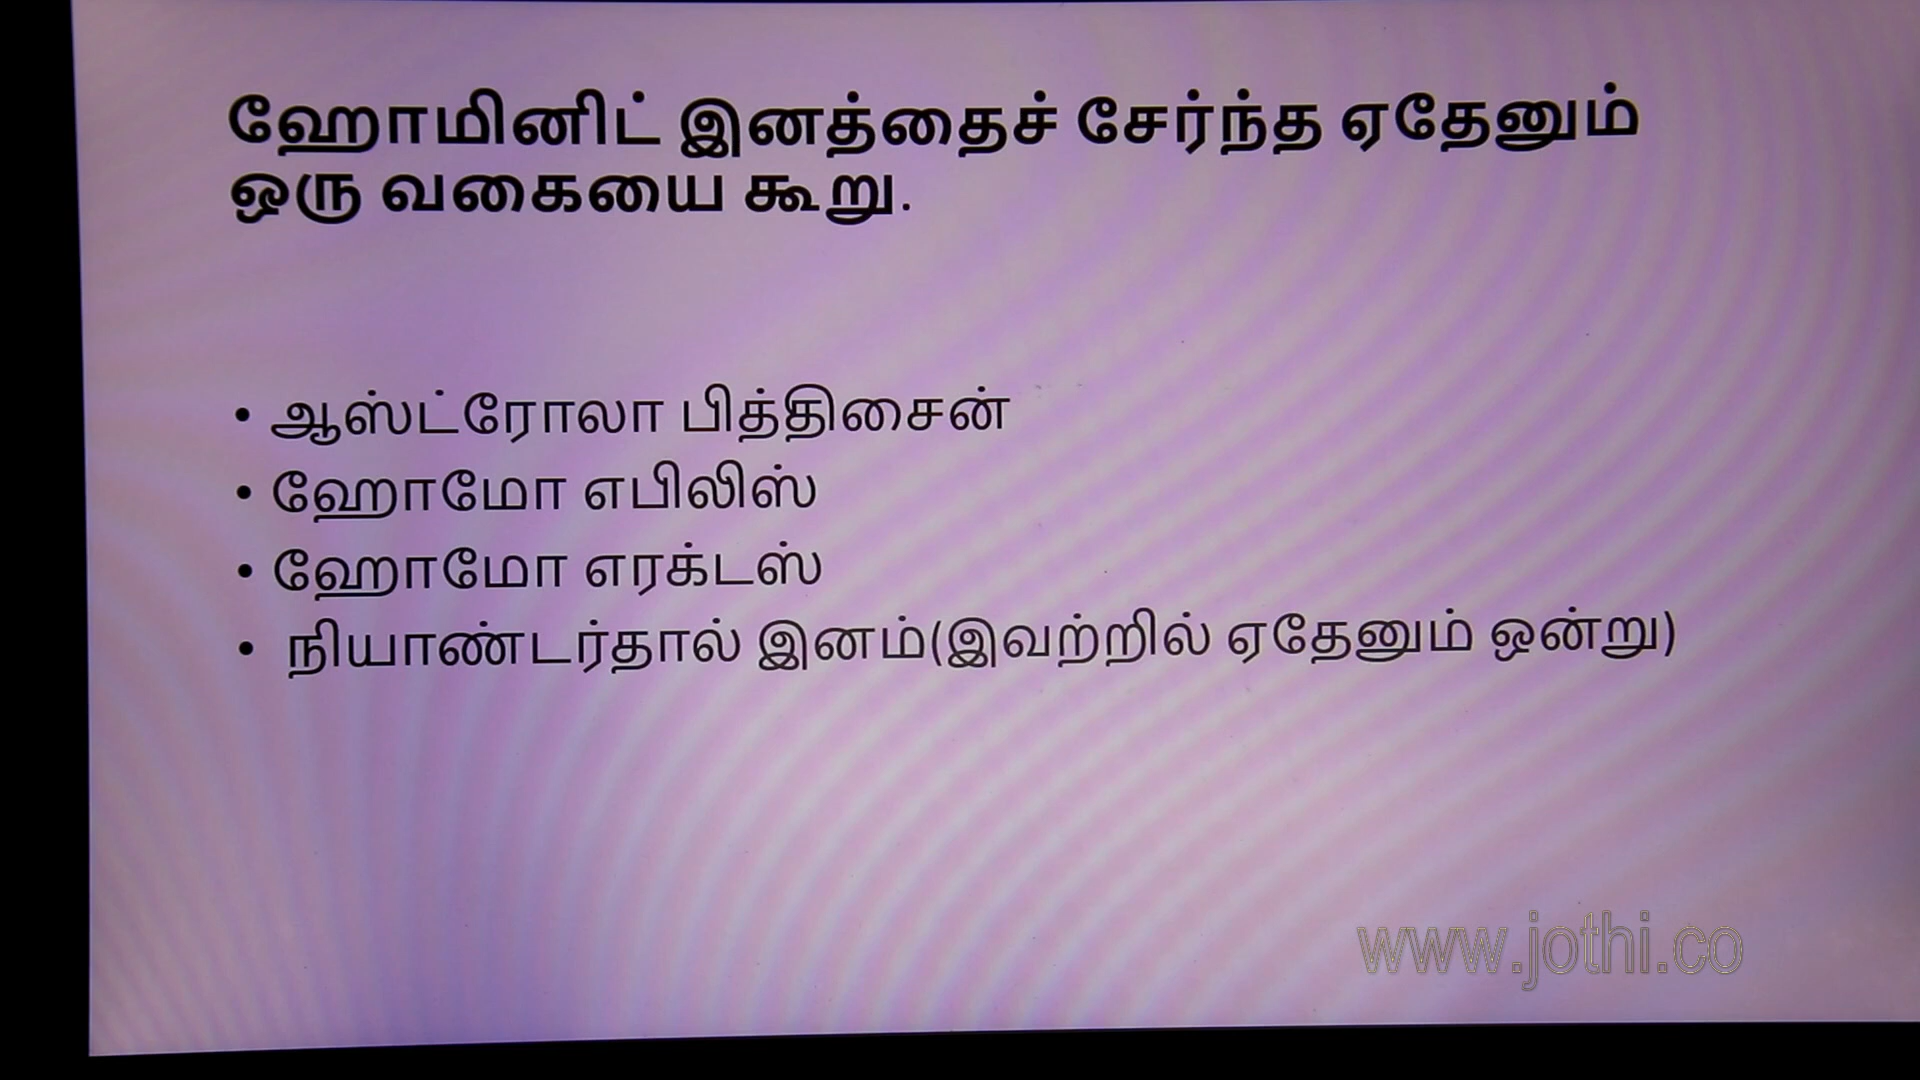 ஹோமினிட் இனத்தைச் சேர்ந்த ஏதேனும்
ஒரு வகையை கூறு.
• ஆஸ்ட்ரோலா பித்திசைன்
• ஹோமோ எபிலிஸ்
• ஹோமோ எரக்டஸ்
• நியாண்டர்தால் இனம்(இவற்றில் ஏதேனும் ஒன்று)
www.jothi.co